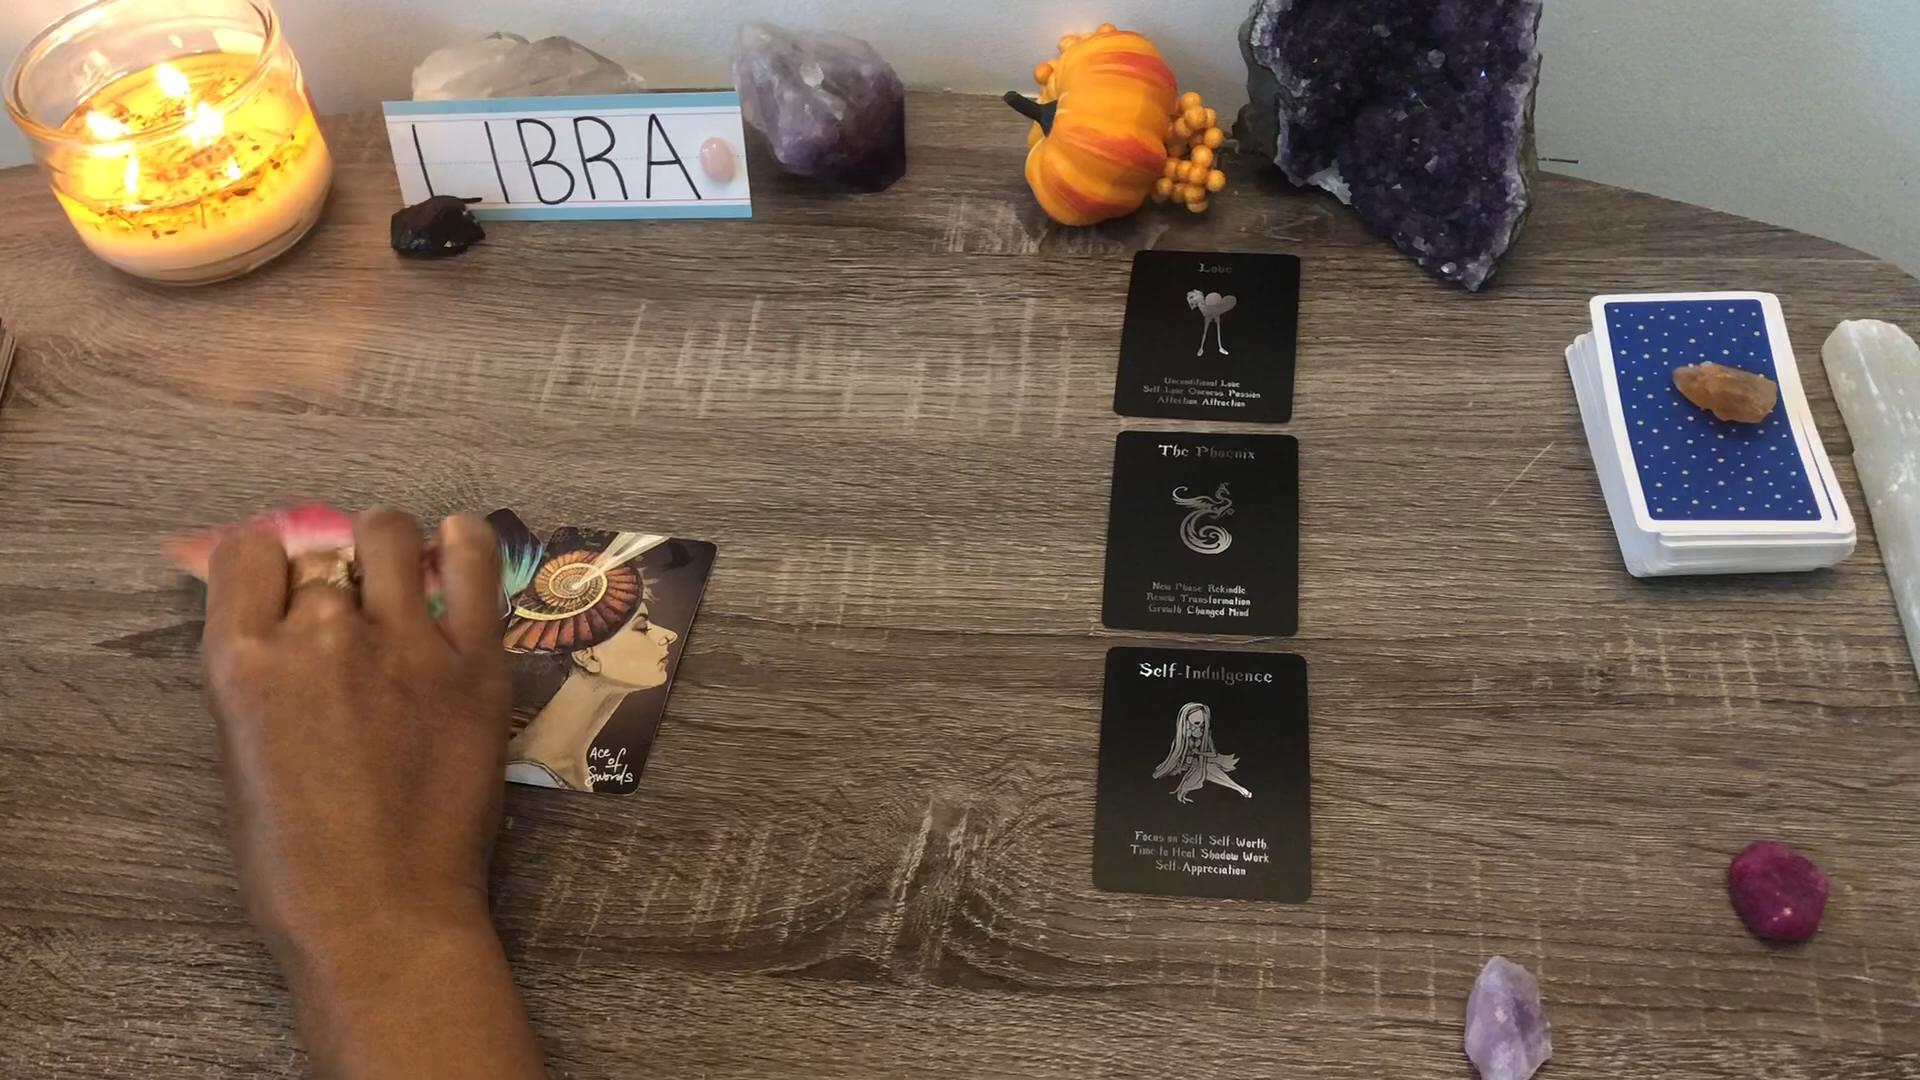 LIBRA
Love
Unconditional Love
Self-Love Oneness Passion
Affection Attraction
The Phoenix
New Phase Rekindle
Renew Transformation
Growth Changed Mind
Self-Indulgence
Focus on Self Self-Worth
Time to Heal Shadow Work
Self-Appreciation
Ace
of
Swords